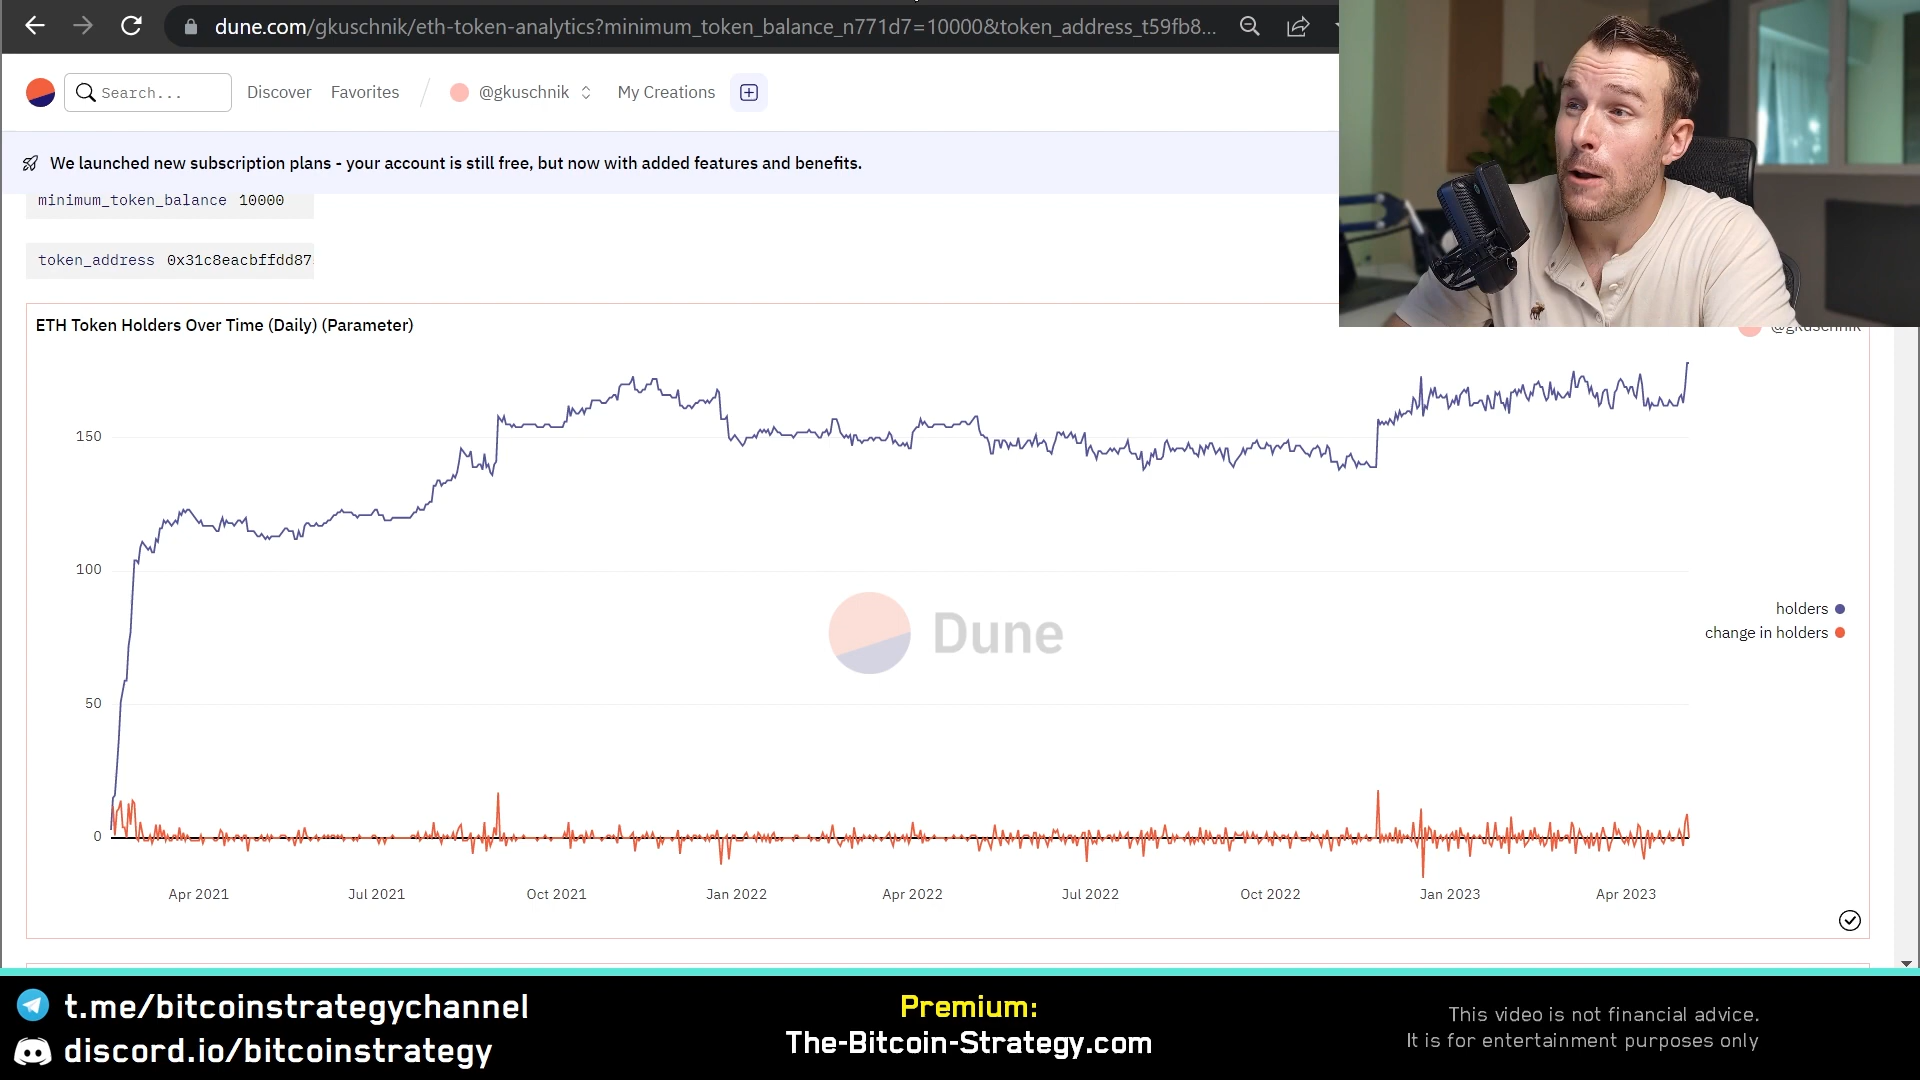 dune.com/gkuschnik/eth-token-analytics?minimum_token_balance_n771d7=10000&token_address_t59fb8...
Search...
Discover
Favorites
@gkuschnik
My Creations
We launched new subscription plans - your account is still free, but now with added features and benefits.
minimum_token_balance 10000
token_address 0x31c8eacbffdd87
ETH Token Holders Over Time (Daily) (Parameter)
@gkuschnik
150
100
50
0
Dune
holders
change in holders
Apr 2021
Jul 2021
Oct 2021
Jan 2022
Apr 2022
Jul 2022
Oct 2022
Jan 2023
Apr 2023
t.me/bitcoinstrategychannel
discord.io/bitcoinstrategy
Premium:
The-Bitcoin-Strategy.com
This video is not financial advice.
It is for entertainment purposes only